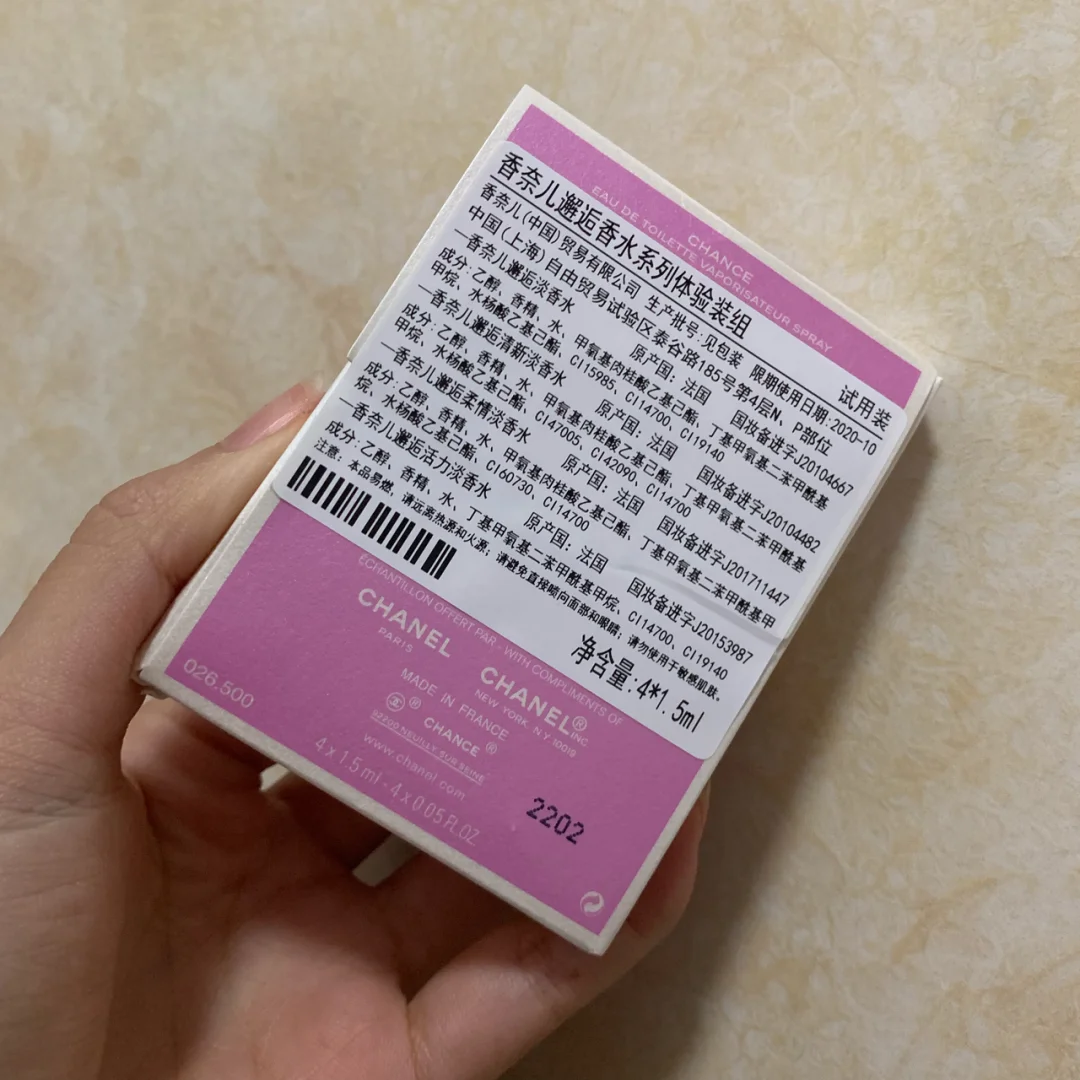 CHANCE
EAU DE TOILETTE VAPORISATEUR SPRAY
香奈儿邂逅香水系列体验装组
试用装
香奈儿(中国)贸易有限公司 生产批号:见包装 限期使用日期:2020-10
中国(上海)自由贸易试验区泰谷路185号第4层N、P部位
一香奈儿邂逅淡香水 原产国: 法国 国妆备进字J20104667
成分:乙醇、香精、水、甲氧基肉桂酸乙基己酯、丁基甲氧基二苯甲酰基
甲烷、水杨酸乙基己酯、CI15985、CI14700、CI19140
一香奈儿邂逅清新淡香水 原产国: 法国 国妆备进字J20104482
成分: 乙醇、香精、水、甲氧基肉桂酸乙基己酯、丁基甲氧基二苯甲酰基
甲烷、水杨酸乙基己酯、CI47005、CI42090、CI14700
一香奈儿邂逅柔情淡香水 原产国: 法国 国妆备进字J201711447
成分:乙醇、香精、水、甲氧基肉桂酸乙基己酯、丁基甲氧基二苯甲酰基甲
烷、水杨酸乙基己酯、CI60730、CI14700
一香奈儿邂逅活力淡香水 原产国: 法国 国妆备进字J20153987
成分: 乙醇、香精、水、丁基甲氧基二苯甲酰基甲烷、CI14700、CI19140
注意: 本品易燃, 请远离热源和火源; 请避免直接喷向面部和眼睛; 请勿使用于敏感肌肤。
净含量:4*1.5ml
ECHANTILLON OFFERT PAR - WITH COMPLIMENTS OF
CHANEL CHANEL® INC.
PARIS NEW YORK N.Y. 10019
MADE IN FRANCE
® CHANCE ®
92200 NEUILLY SUR SEINE
www.chanel.com
4 x 1.5 ml - 4 x 0.05 FL.OZ.
026.500
2202